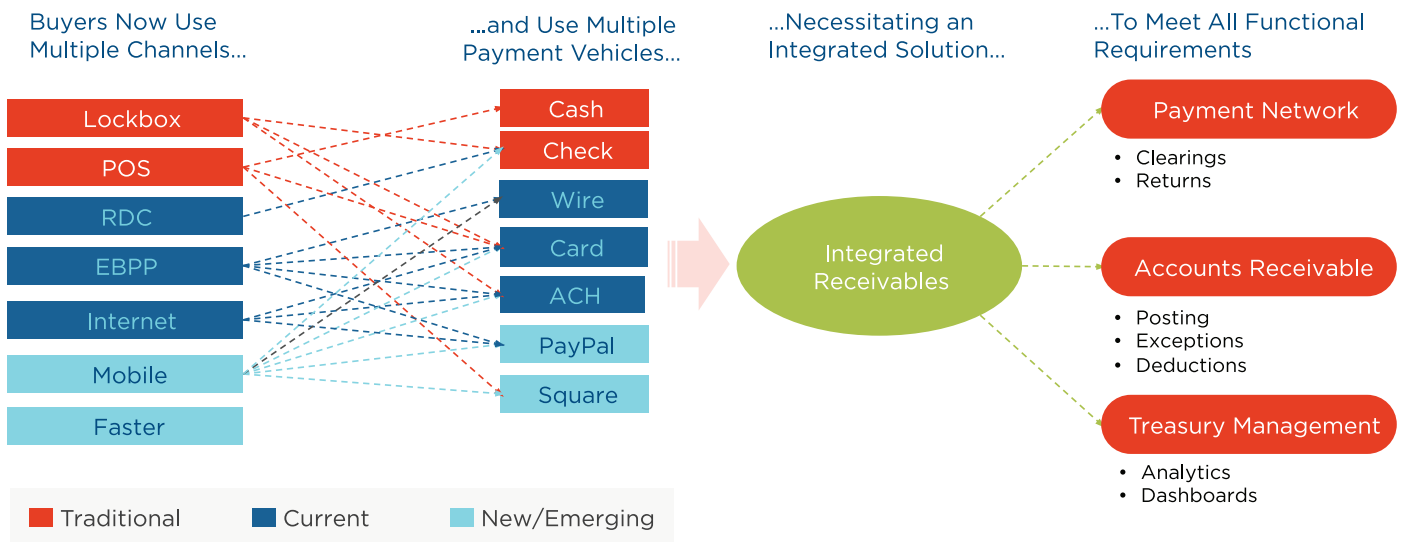 Buyers Now Use
Multiple Channels...
...and Use Multiple
Payment Vehicles...
...Necessitating an
Integrated Solution...
...To Meet All Functional
Requirements
Lockbox
POS
RDC
EBPP
Internet
Mobile
Faster
Cash
Check
Wire
Card
ACH
PayPal
Square
Integrated
Receivables
Payment Network
• Clearings
• Returns
Accounts Receivable
• Posting
• Exceptions
• Deductions
Treasury Management
• Analytics
• Dashboards
Traditional
Current
New/Emerging